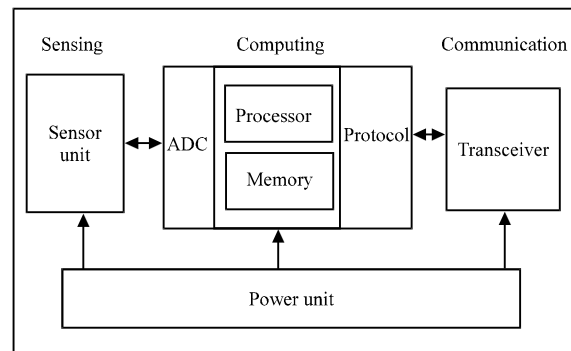 Sensing
Computing
Communication
Sensor
unit
ADC
Processor
Memory
Protocol
Transceiver
Power unit